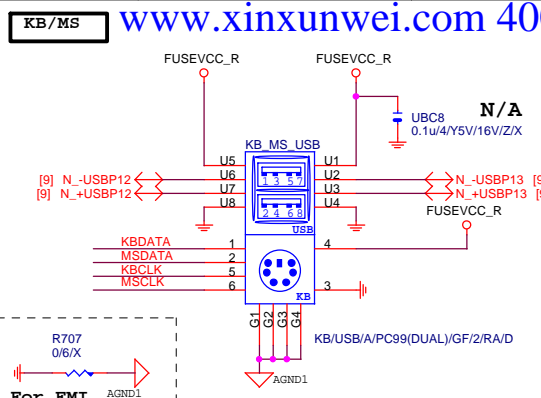 KB/MS
www.xinxunwei.com 40
FUSEVCC_R
FUSEVCC_R
UBC8
N/A
0.1u/4/Y5V/16V/Z/X
KB_MS_USB
U5
U1
[9] N_-USBP12
U6
U2
N_-USBP13
[9] N_+USBP12
U7
U3
N_+USBP13
U8
U4
1 3 5 7
2 4 6 8
USB
FUSEVCC_R
KBDATA
1
4
MSDATA
2
KBCLK
5
MSCLK
6
3
KB
G1
G2
G3
G4
KB/USB/A/PC99(DUAL)/GF/2/RA/D
AGND1
R707
0/6/X
For EMI
AGND1